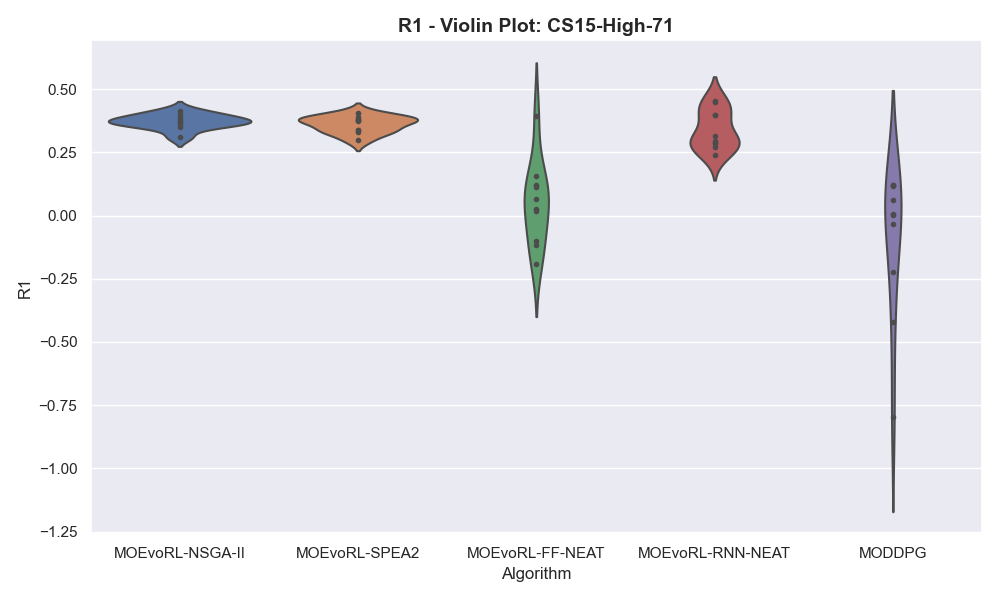 R1 - Violin Plot: CS15-High-71
R1
0.50
0.25
0.00
−0.25
−0.50
−0.75
−1.00
−1.25
MOEvoRL-NSGA-II
MOEvoRL-SPEA2
MOEvoRL-FF-NEAT
MOEvoRL-RNN-NEAT
MODDPG
Algorithm